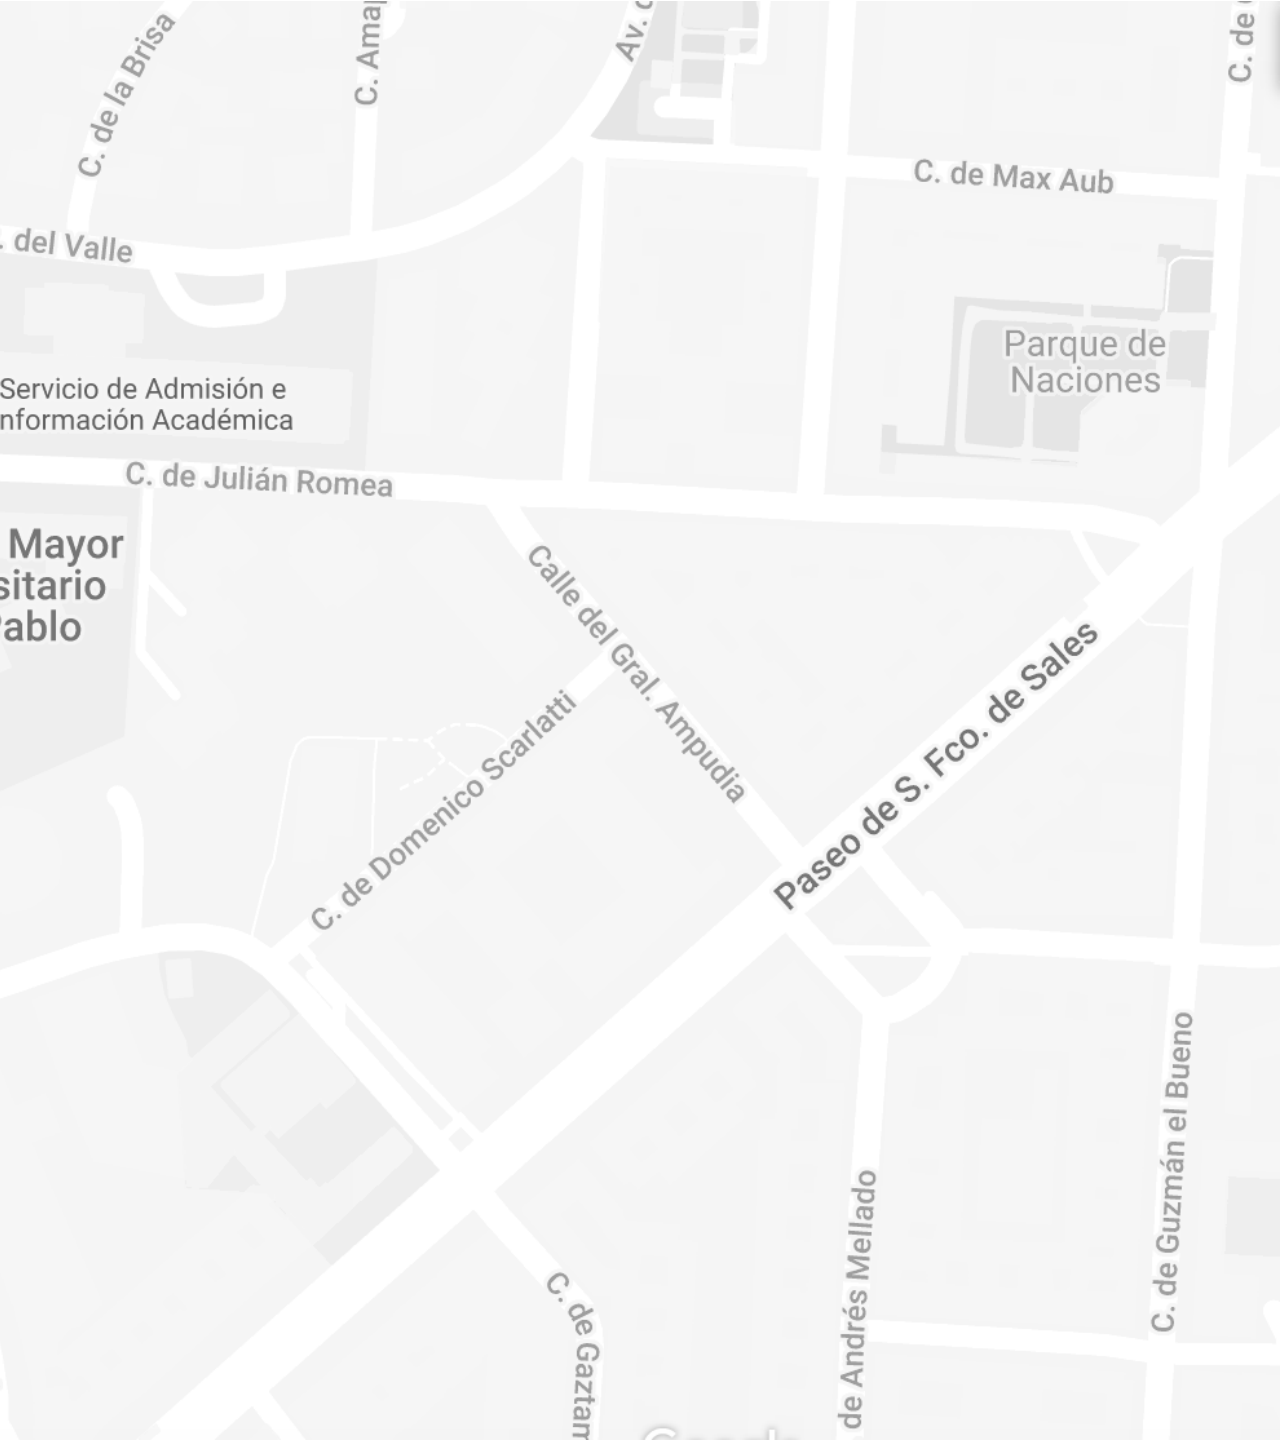 C. de la Brisa
C. Amap
Av. d
C. de
C. de Max Aub
. del Valle
Parque de
Naciones
Servicio de Admisión e
nformación Académica
C. de Julián Romea
Mayor
sitario
Pablo
Calle del Gral. Ampudia
Paseo de S. Fco. de Sales
C. de Domenico Scarlatti
C. de Guzmán el Bueno
de Andrés Mellado
C. de Gaztam